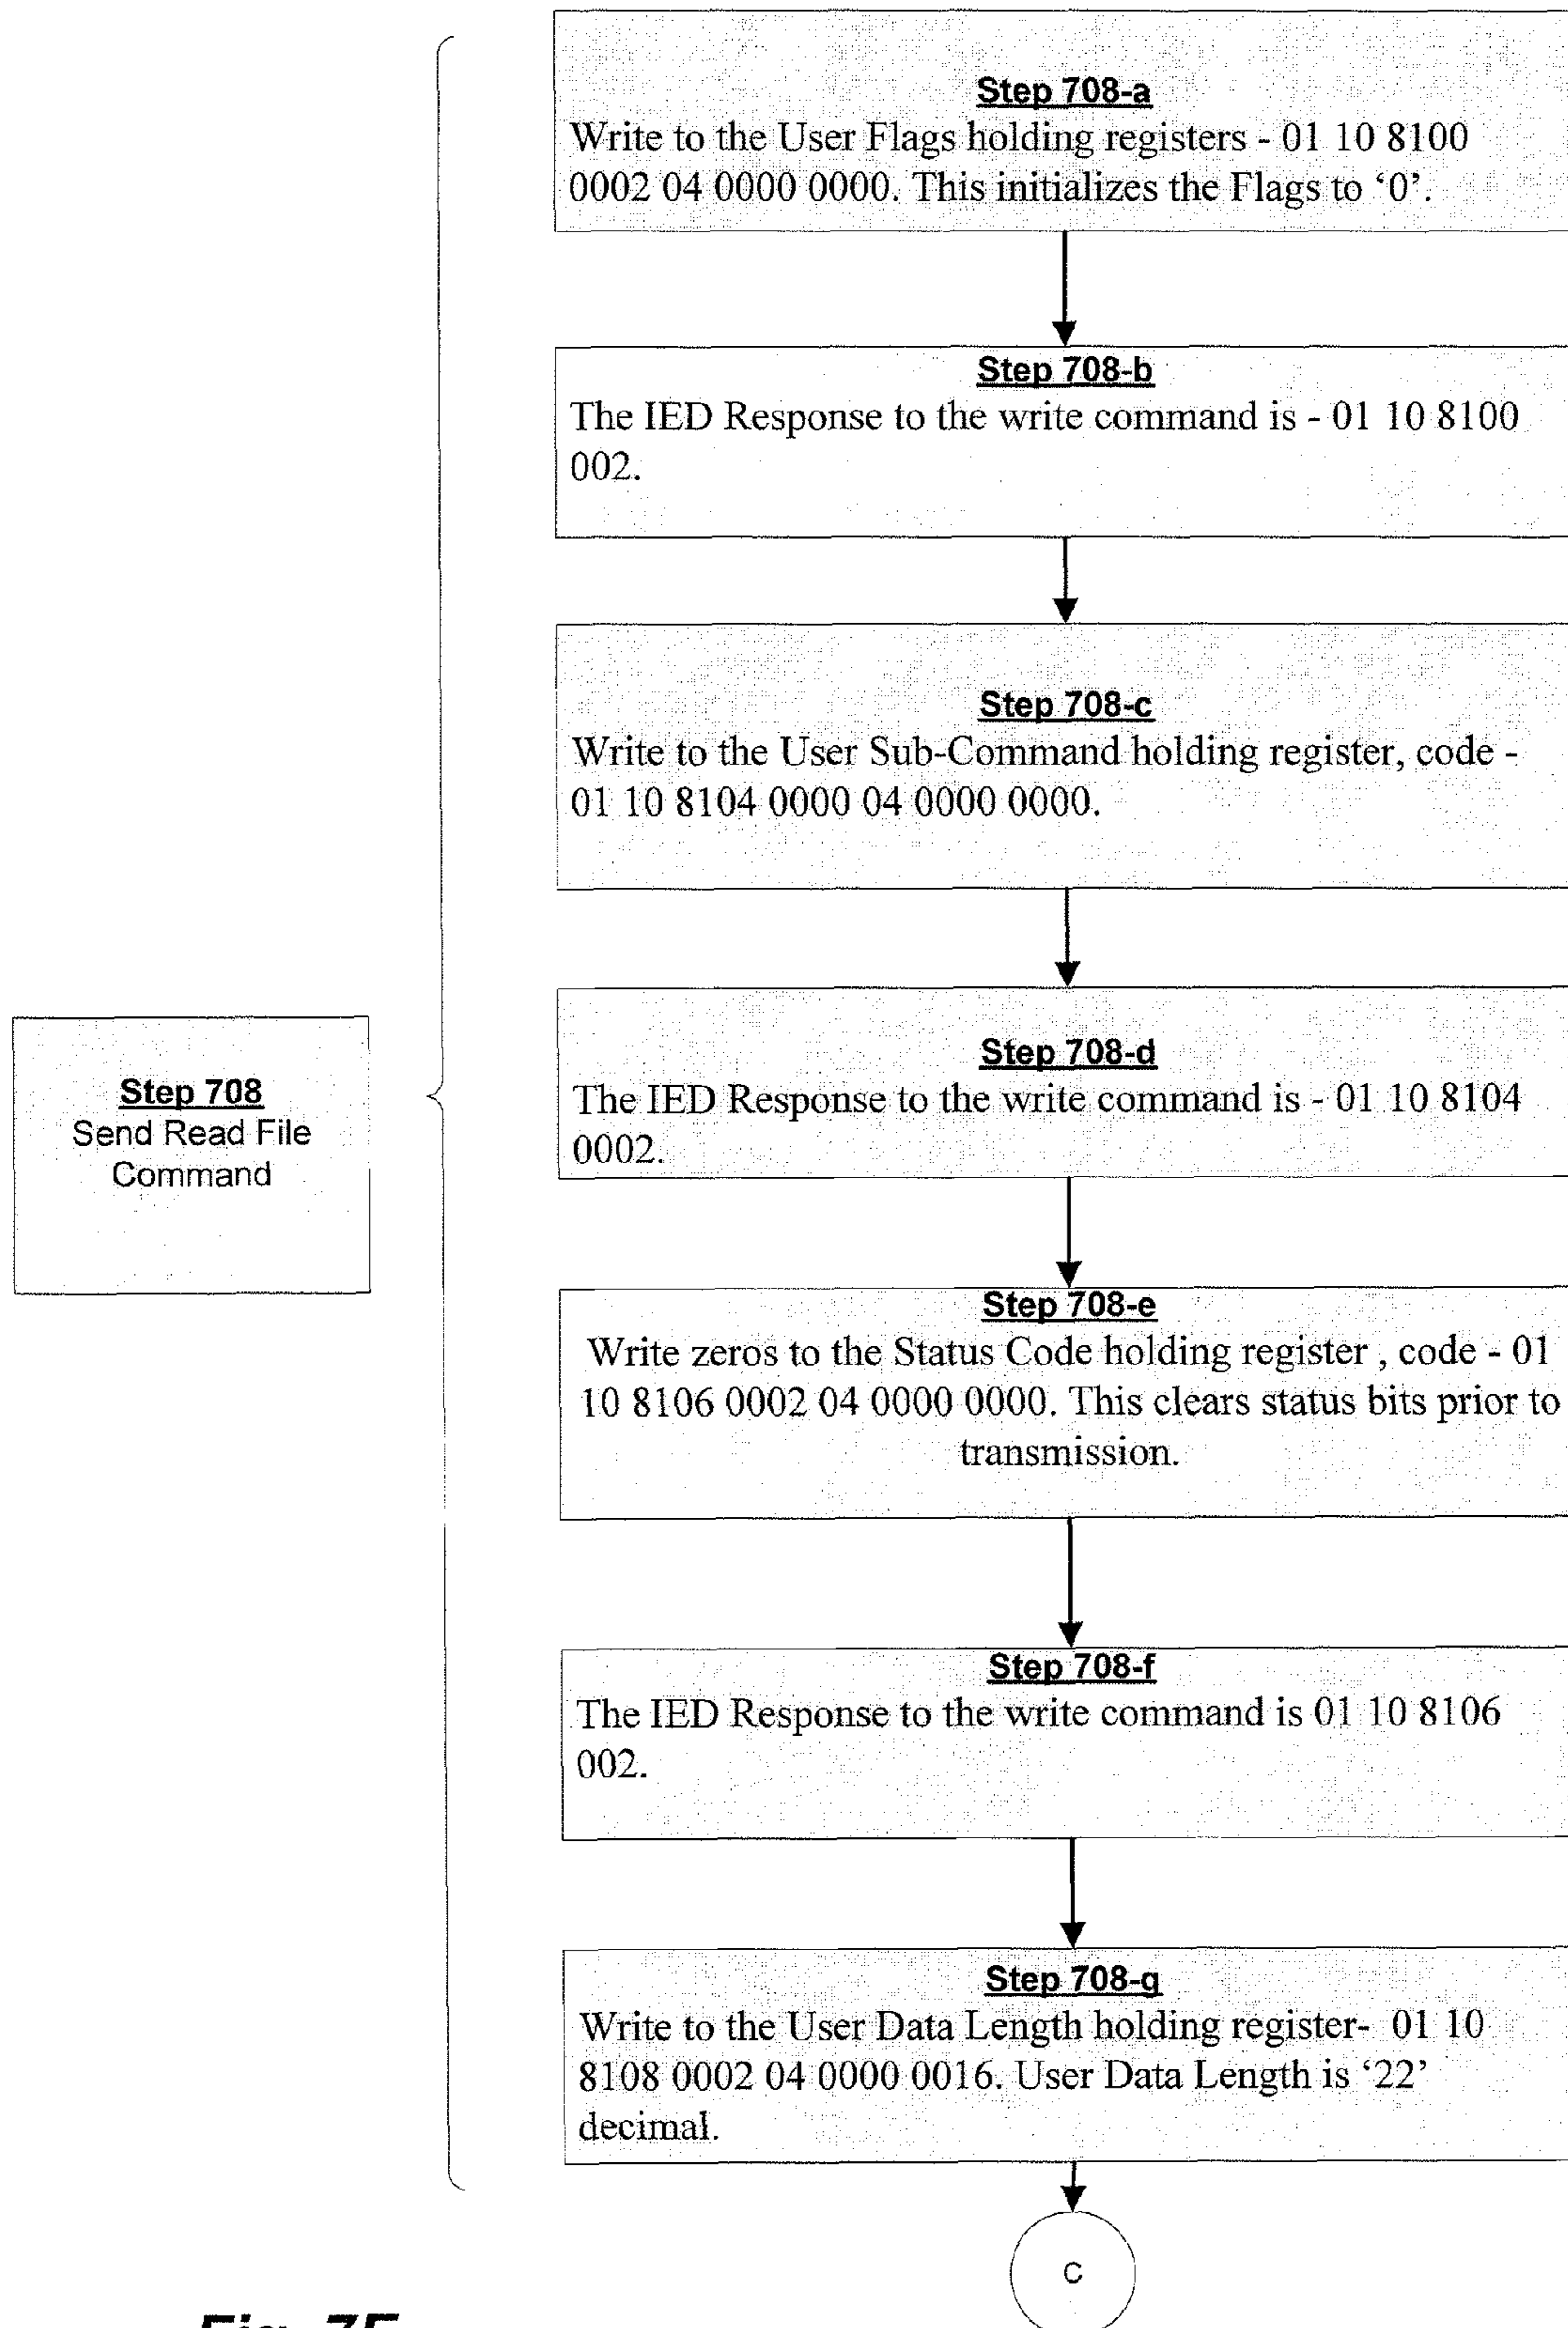 Step 708-a
Write to the User Flags holding registers - 01 10 8100
0002 04 0000 0000. This initializes the Flags to ‘0’.
Step 708-b
The IED Response to the write command is - 01 10 8100
002.
Step 708-c
Write to the User Sub-Command holding register, code -
01 10 8104 0000 04 0000 0000.
Step 708-d
The IED Response to the write command is - 01 10 8104
0002.
Step 708
Send Read File
Command
Step 708-e
Write zeros to the Status Code holding register , code - 01
10 8106 0002 04 0000 0000. This clears status bits prior to
transmission.
Step 708-f
The IED Response to the write command is 01 10 8106
002.
Step 708-g
Write to the User Data Length holding register- 01 10
8108 0002 04 0000 0016. User Data Length is ‘22’
decimal.
C